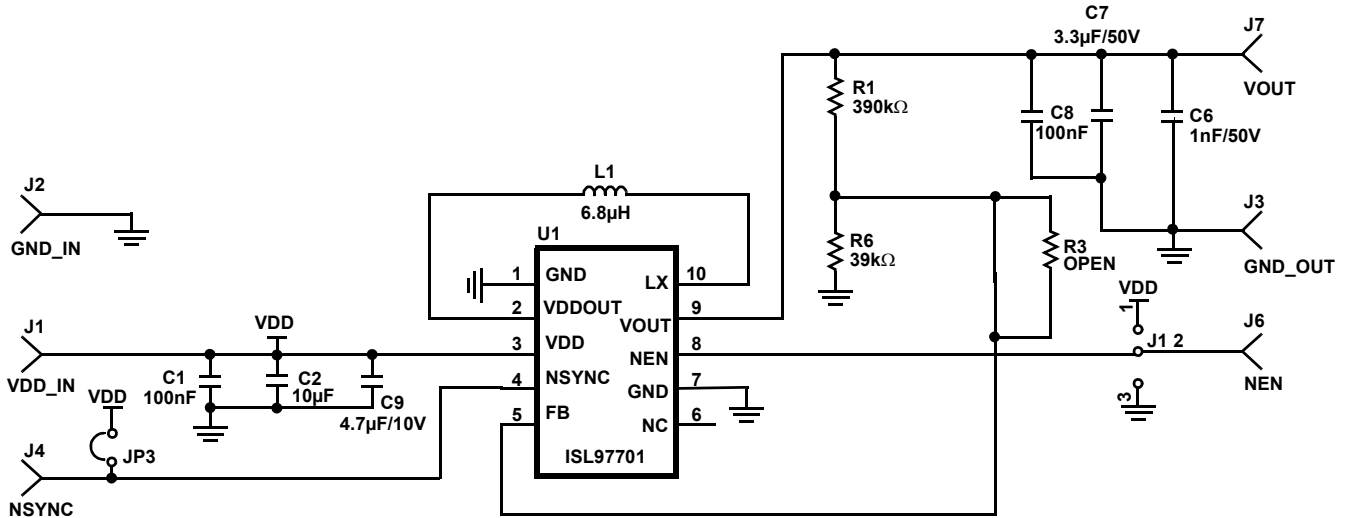 C7
3.3µF/50V
J7
VOUT
R1
390kΩ
C8
100nF
C6
1nF/50V
J2
GND_IN
L1
6.8µH
J3
GND_OUT
R6
39kΩ
R3
OPEN
U1
1 GND
LX 10
2 VDDOUT
VOUT 9
3 VDD
NEN 8
4 NSYNC
GND 7
5 FB
NC 6
ISL97701
VDD
1
J1 2
3
J6
NEN
J1
VDD_IN
VDD
C1
100nF
C2
10µF
C9
4.7µF/10V
VDD
JP3
J4
NSYNC